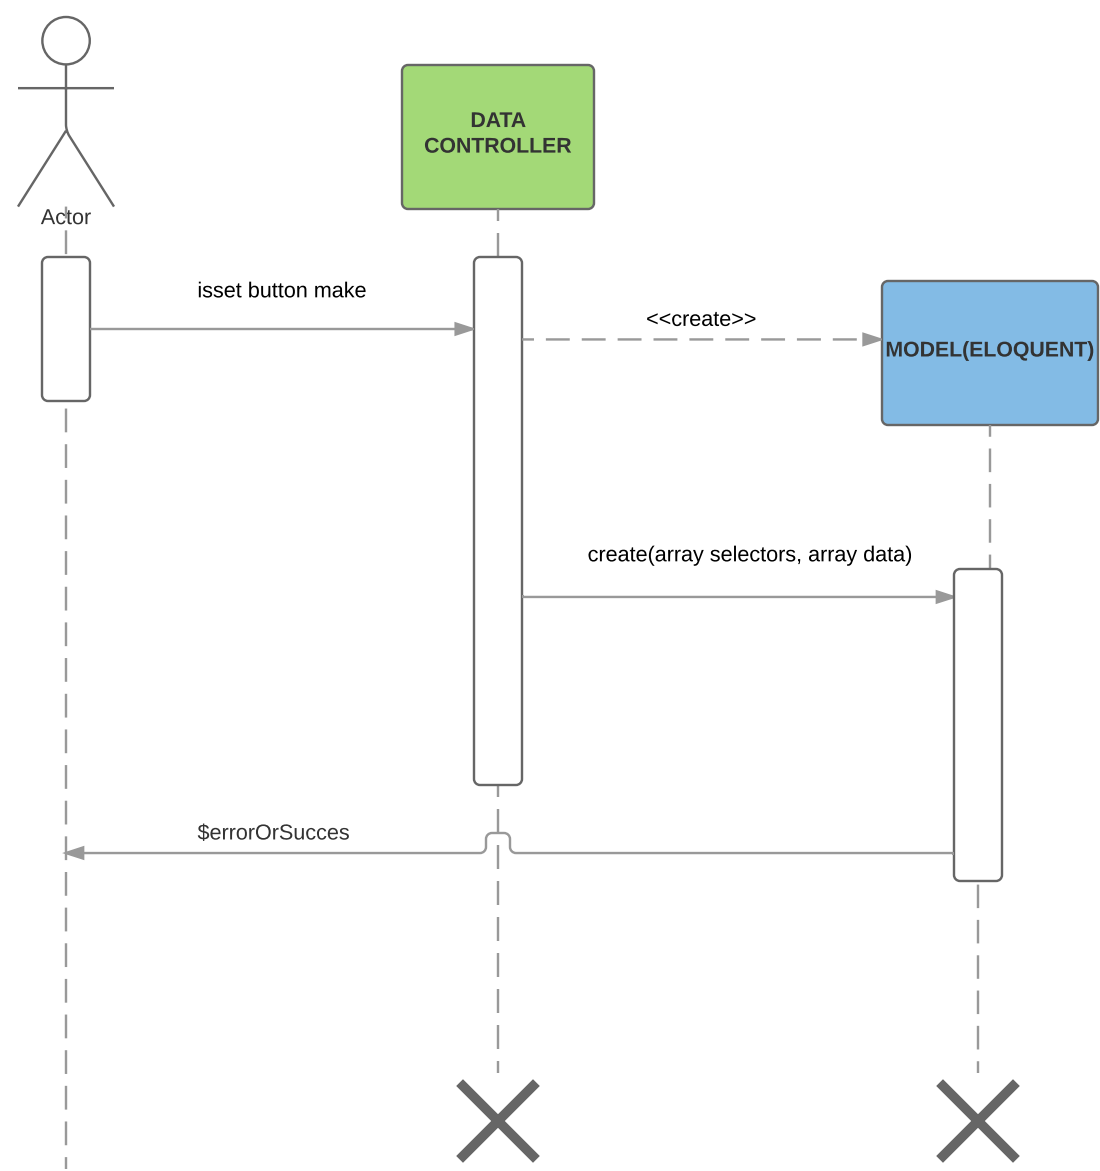 Actor
DATA
CONTROLLER
isset button make
<<create>>
MODEL(ELOQUENT)
create(array selectors, array data)
$errorOrSucces